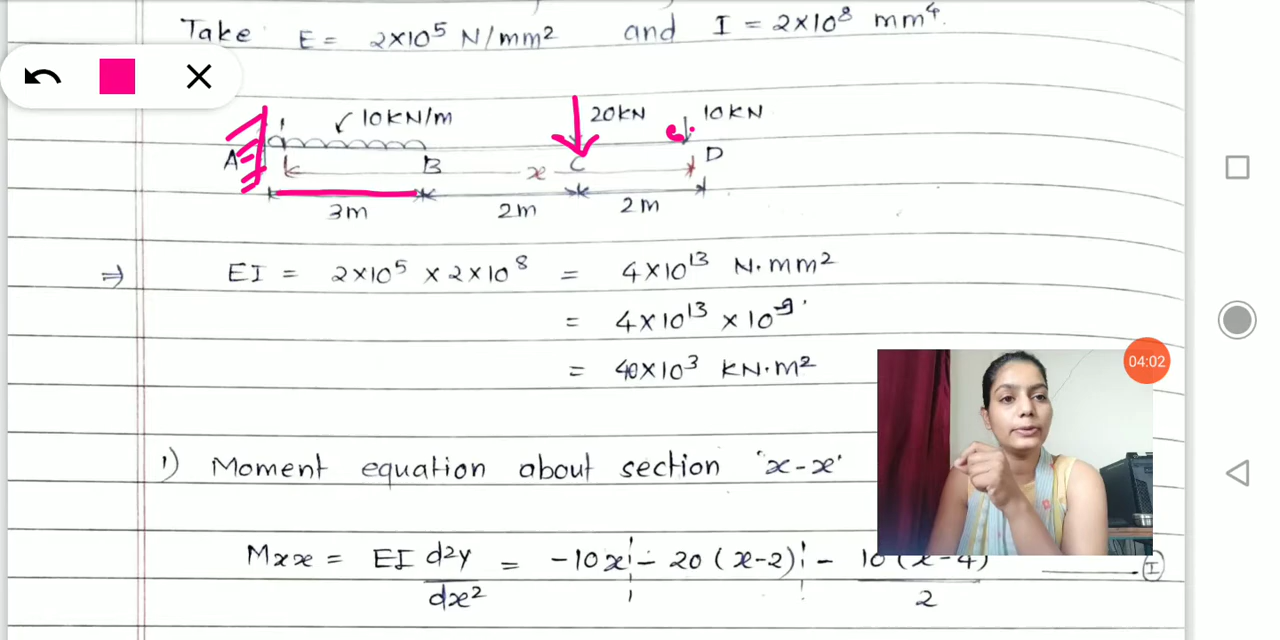 Take E = 2×10⁵ N/mm² and I = 2×10⁸ mm⁴.
10KN/m 20KN 10KN
A B x C D
3m 2m 2m
⇒ EI = 2×10⁵ × 2×10⁸ = 4×10¹³ N·mm²
= 4×10¹³ × 10⁻⁹
= 40×10³ KN·m²
04:02
1) Moment equation about section 'x-x'
Mxx = EI d2y/dx² = -10x - 20(x-2) - 10(x-4)/2 I